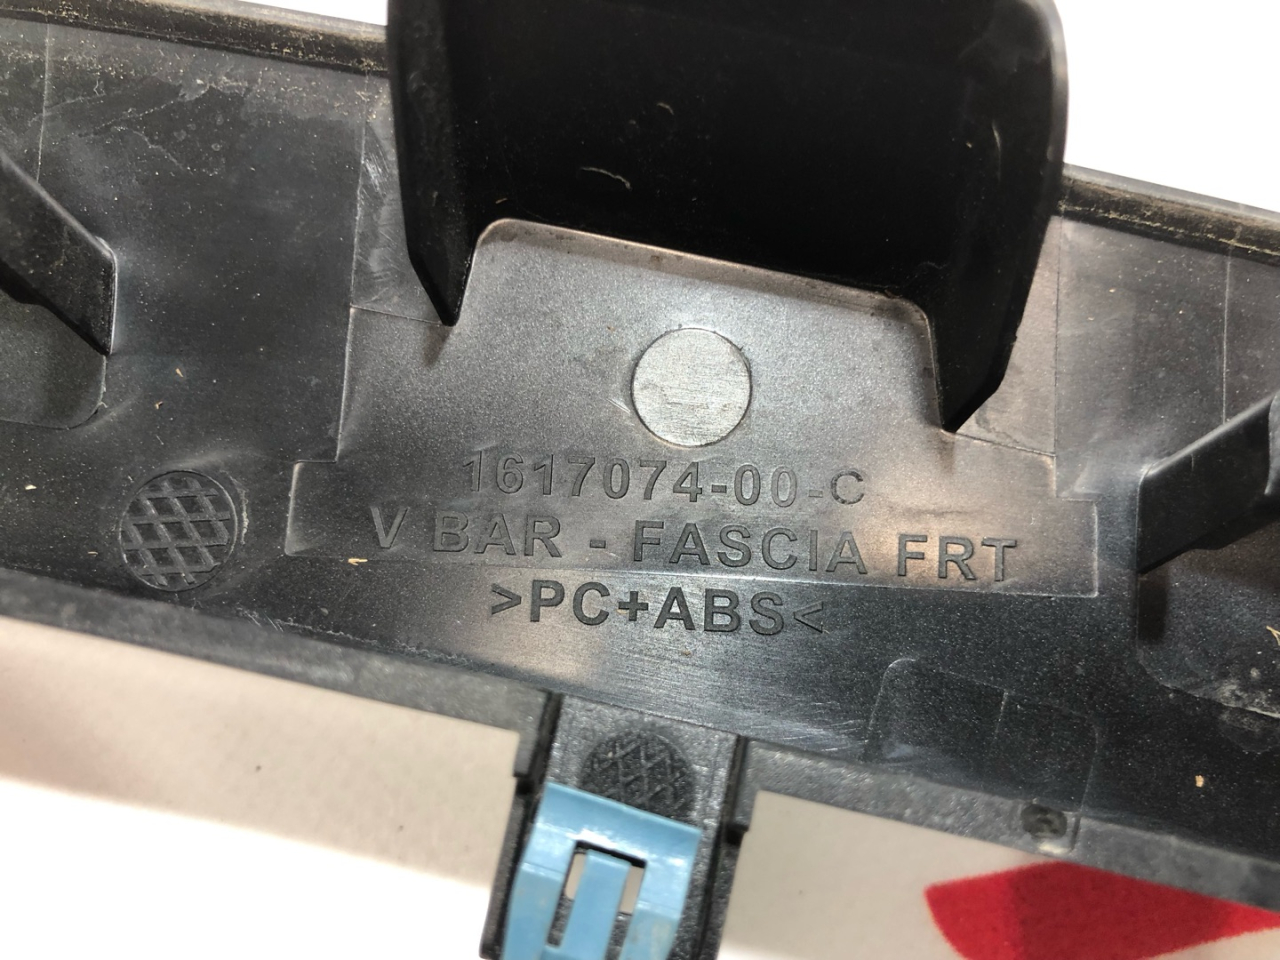 1617074-00-C
V BAR - FASCIA FRT
>PC+ABS<